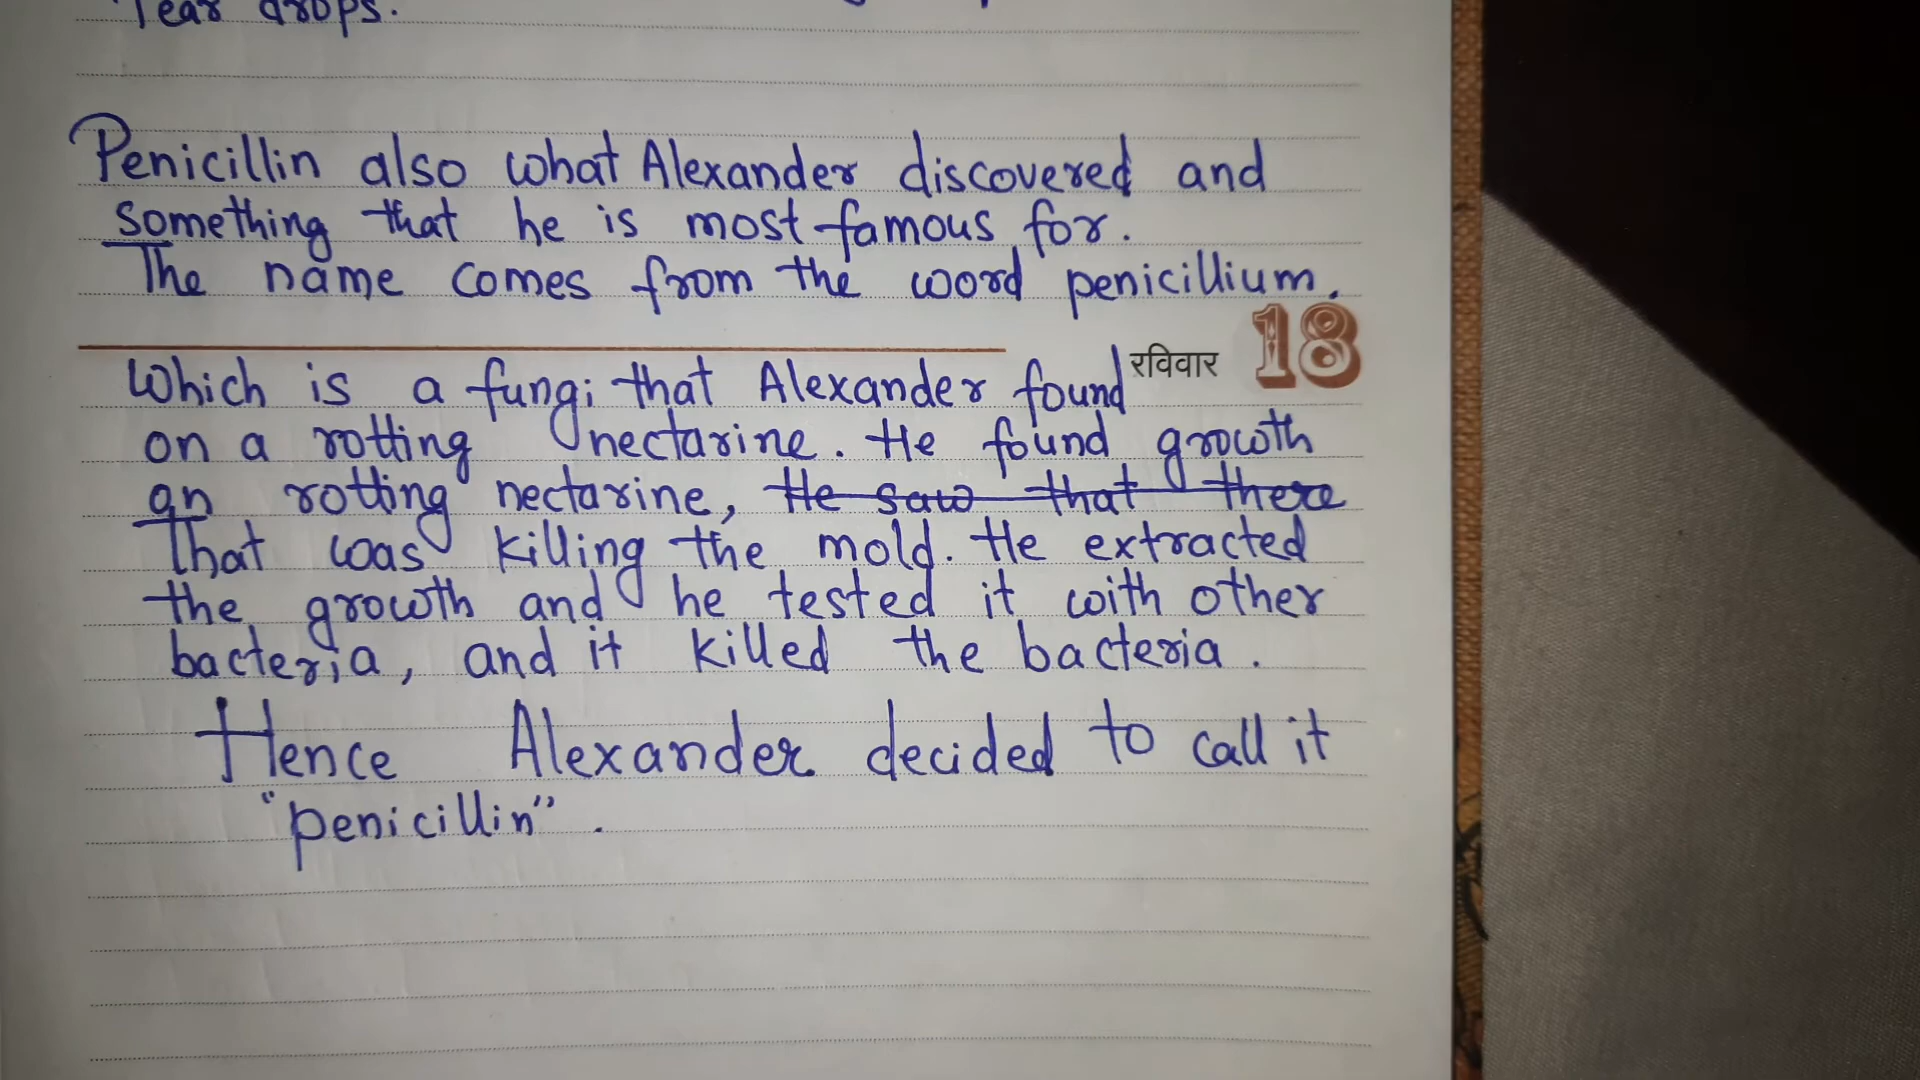 Tear drops.
Penicillin also what Alexander discovered and
something that he is most famous for.
The name comes from the word penicillium.
रविवार 18
Which is a fungi that Alexander found
on a rotting nectarine. He found growth
on rotting nectarine, He saw that there
That was killing the mold. He extracted
the growth and he tested it with other
bacteria, and it killed the bacteria.
Hence Alexander decided to call it
"penicillin".